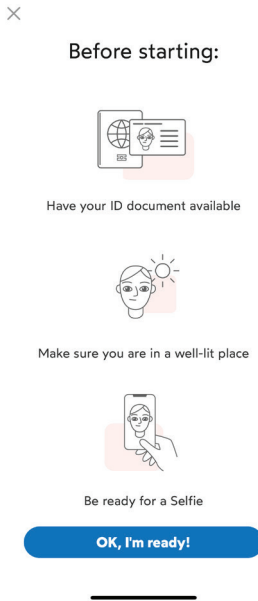 Before starting:
Have your ID document available
Make sure you are in a well-lit place
Be ready for a Selfie
OK, I'm ready!